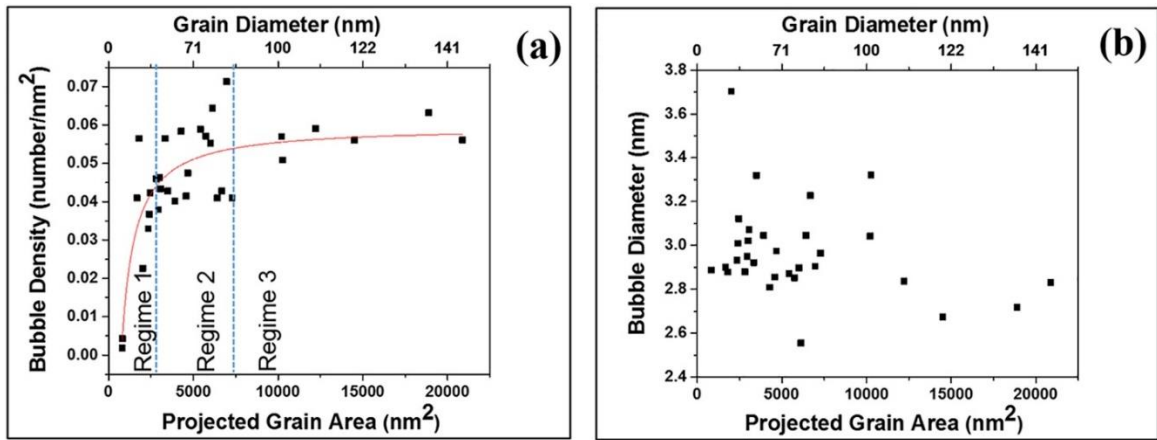 Grain Diameter (nm)
0 71 100 122 141
(a)
Bubble Density (number/nm²)
0.07
0.06
0.05
0.04
0.03
0.02
0.01
0.00
Regime 1
Regime 2
Regime 3
0 5000 10000 15000 20000
Projected Grain Area (nm²)
Grain Diameter (nm)
0 71 100 122 141
(b)
Bubble Diameter (nm)
3.8
3.6
3.4
3.2
3.0
2.8
2.6
2.4
0 5000 10000 15000 20000
Projected Grain Area (nm²)